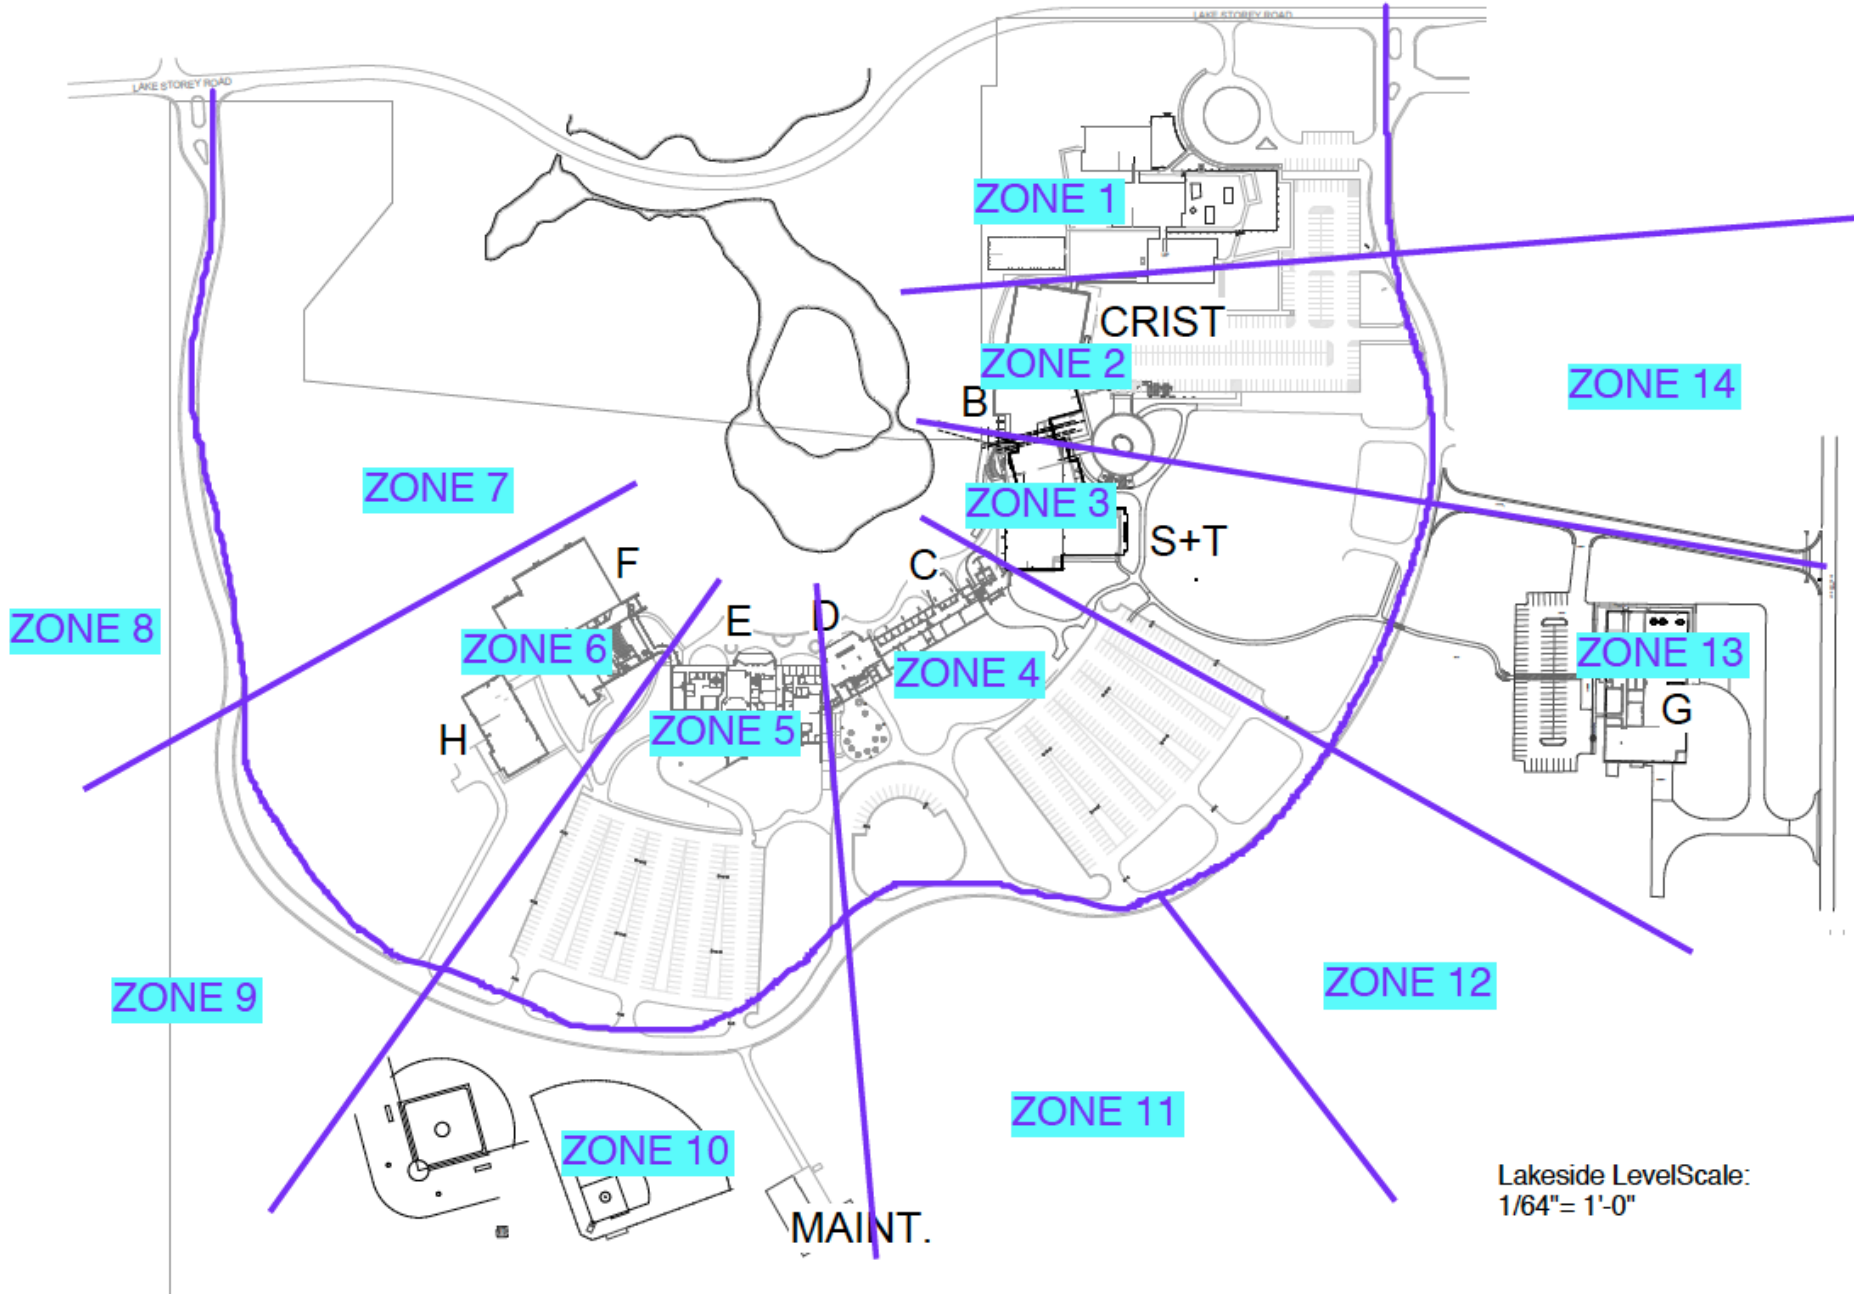 LAKE STOREY ROAD
LAKE STOREY ROAD
ZONE 1
CRIST
ZONE 2
ZONE 14
B
ZONE 7
ZONE 3
S+T
F
C
ZONE 8
E
D
ZONE 6
ZONE 4
ZONE 13
G
H
ZONE 5
ZONE 9
ZONE 12
ZONE 11
ZONE 10
MAINT.
Lakeside LevelScale:
1/64"= 1'-0"